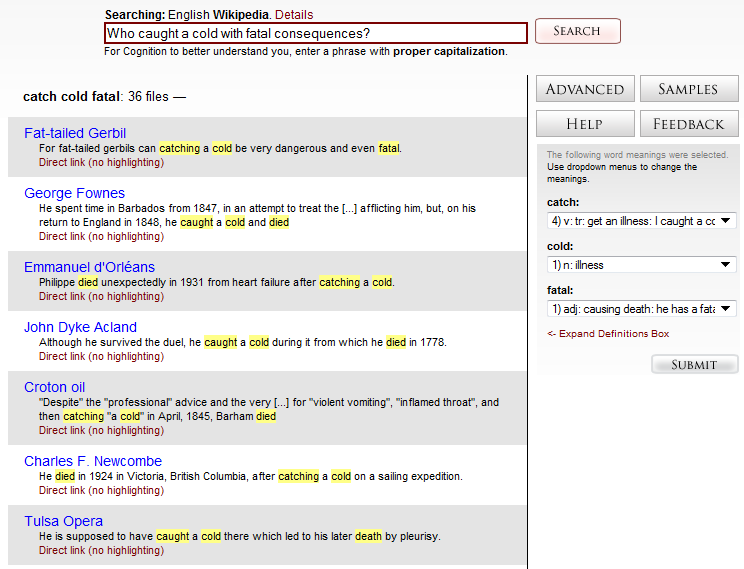 Searching: English Wikipedia. Details
Who caught a cold with fatal consequences?
SEARCH
For Cognition to better understand you, enter a phrase with proper capitalization.
catch cold fatal: 36 files —
Fat-tailed Gerbil
For fat-tailed gerbils can catching a cold be very dangerous and even fatal.
Direct link (no highlighting)
George Fownes
He spent time in Barbados from 1847, in an attempt to treat the [...] afflicting him, but, on his
return to England in 1848, he caught a cold and died
Direct link (no highlighting)
Emmanuel d'Orléans
Philippe died unexpectedly in 1931 from heart failure after catching a cold.
Direct link (no highlighting)
John Dyke Acland
Although he survived the duel, he caught a cold during it from which he died in 1778.
Direct link (no highlighting)
Croton oil
"Despite" the "professional" advice and the very [...] for "violent vomiting", "inflamed throat", and
then catching "a cold" in April, 1845, Barham died
Direct link (no highlighting)
Charles F. Newcombe
He died in 1924 in Victoria, British Columbia, after catching a cold on a sailing expedition.
Direct link (no highlighting)
Tulsa Opera
He is supposed to have caught a cold there which led to his later death by pleurisy.
Direct link (no highlighting)
ADVANCED
SAMPLES
HELP
FEEDBACK
The following word meanings were selected.
Use dropdown menus to change the
meanings.
catch:
4) v: tr: get an illness: I caught a cc
cold:
1) n: illness
fatal:
1) adj: causing death: he has a fata
<- Expand Definitions Box
SUBMIT